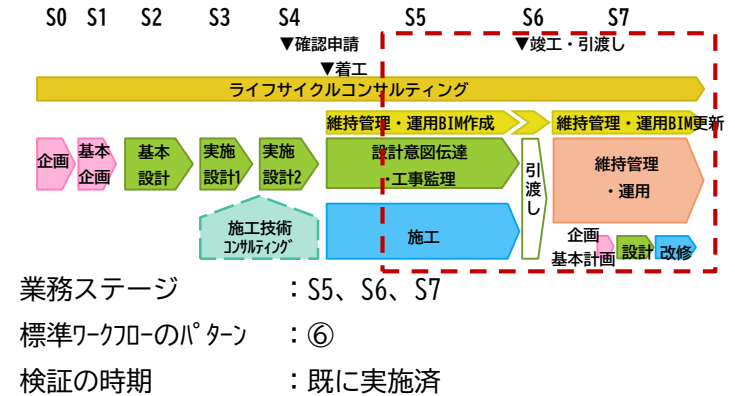 S0 S1 S2 S3 S4 S5 S6 S7
▼確認申請 ▼竣工・引渡し
▼着工
ライフサイクルコンサルティング
維持管理・運用BIM作成 維持管理・運用BIM更新
企画
基本
企画
基本
設計
実施
設計1
実施
設計2
設計意図伝達
・工事監理
引渡し
維持管理
・運用
施工技術
コンサルティング
施工
企画
基本計画
設計
改修
業務ステージ ：S5、S6、S7
標準ワークフローのパターン ：⑥
検証の時期 ：既に実施済